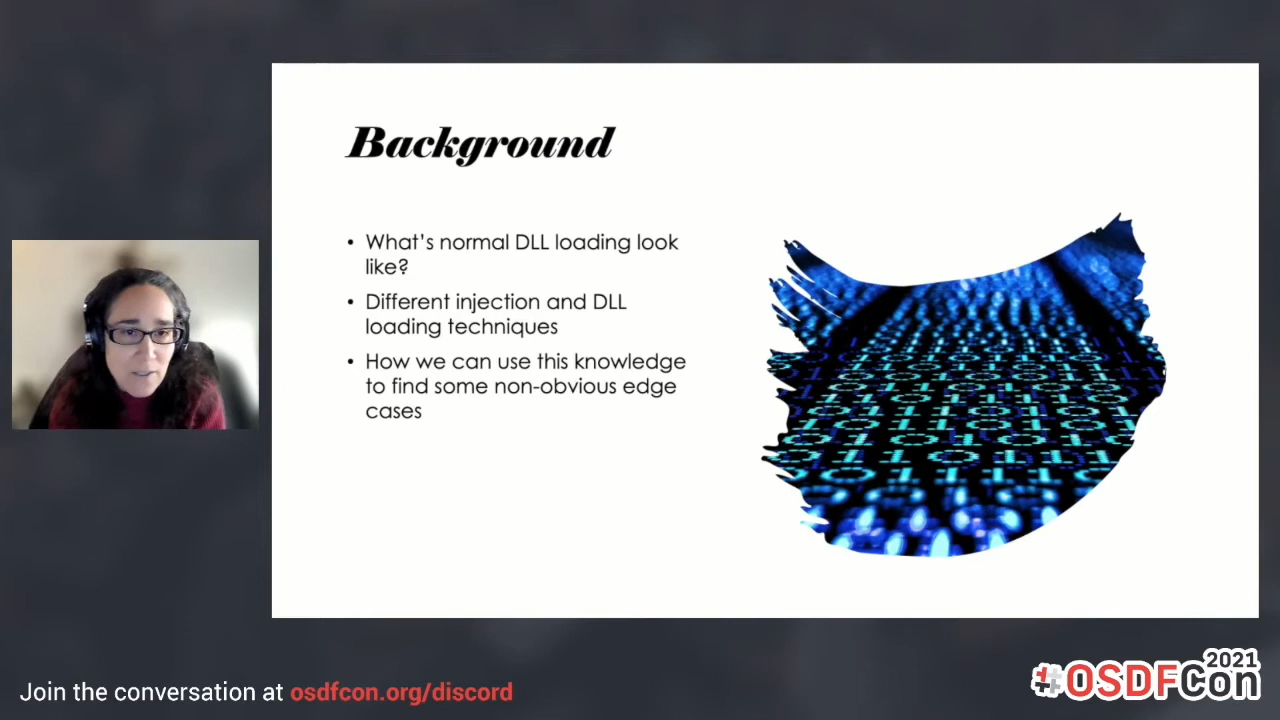 Background
• What's normal DLL loading look
like?
• Different injection and DLL
loading techniques
• How we can use this knowledge
to find some non-obvious edge
cases
Join the conversation at osdfcon.org/discord
2021
#OSDFCon